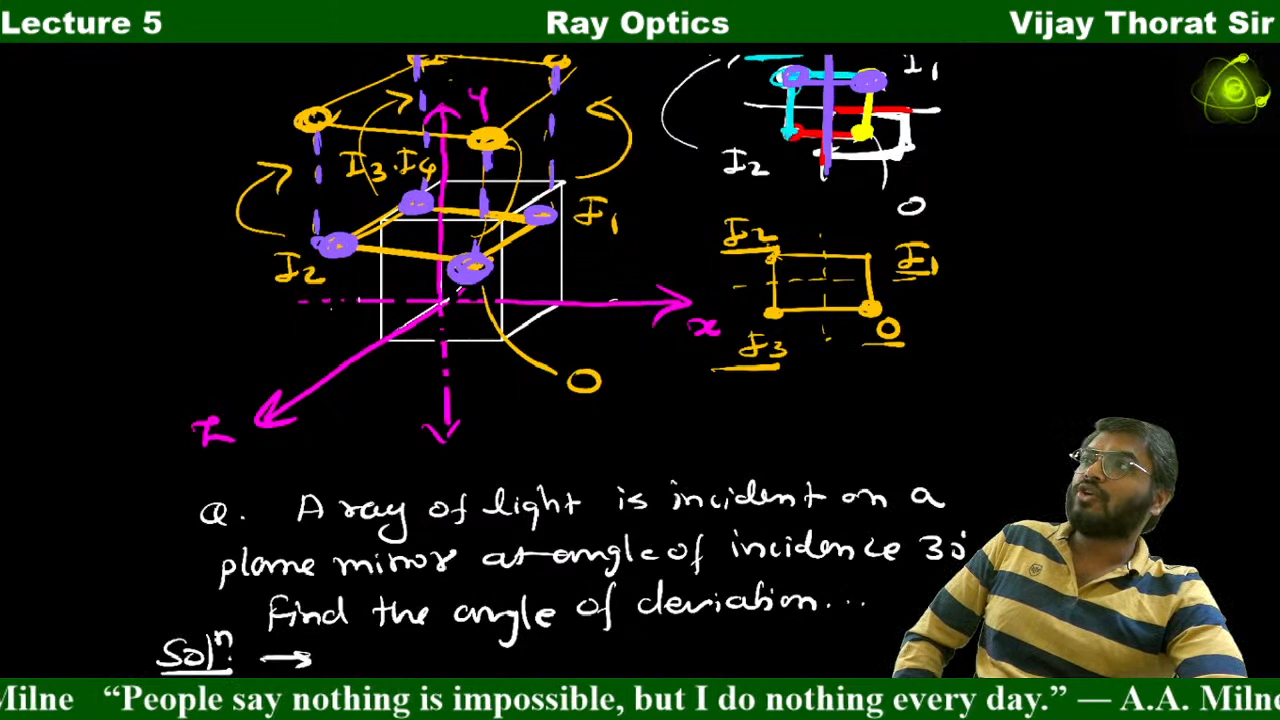 Lecture 5
Ray Optics
Vijay Thorat Sir
Y
I3 . I4
I1
I2
x
z
O
I1
I2
O
I2
I1
I3
O
Q. A ray of light is incident on a
plane mirror at angle of incidence 30°
Find the angle of deviation...
Solⁿ. →
Milne “People say nothing is impossible, but I do nothing every day.” — A.A. Milne